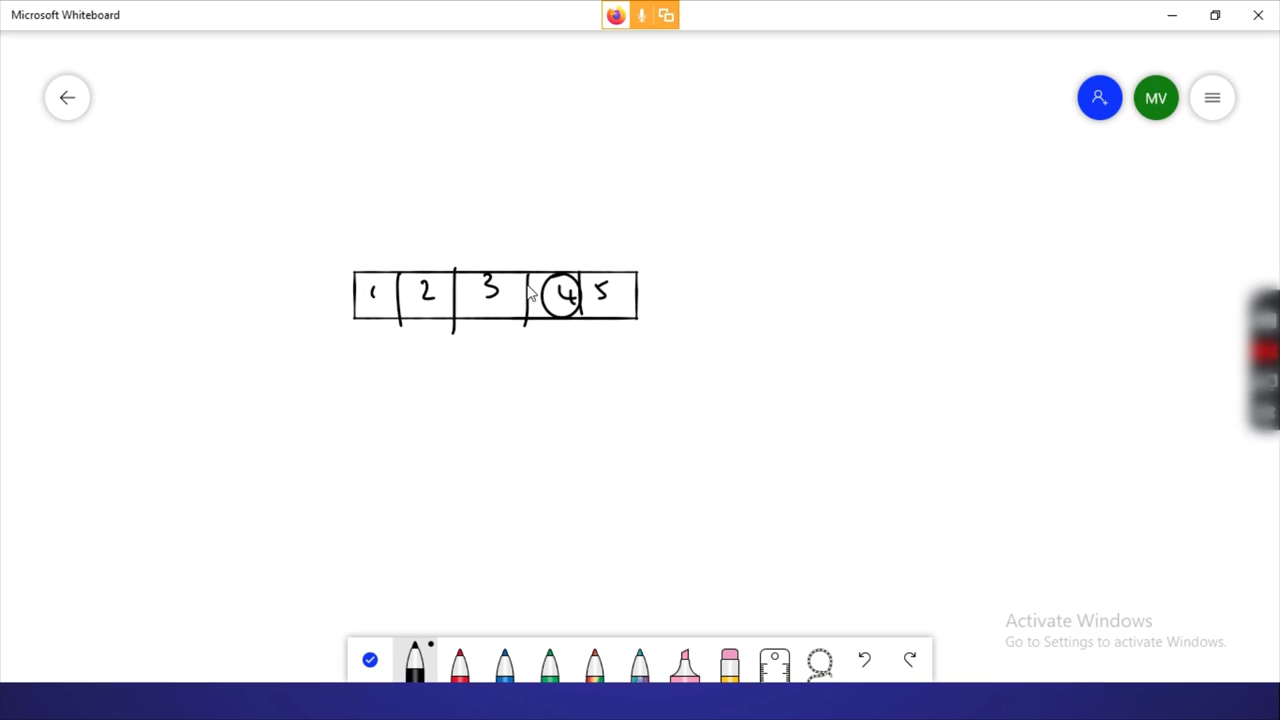 Microsoft Whiteboard
MV
1 2 3 4 5
Activate Windows
Go to Settings to activate Windows.